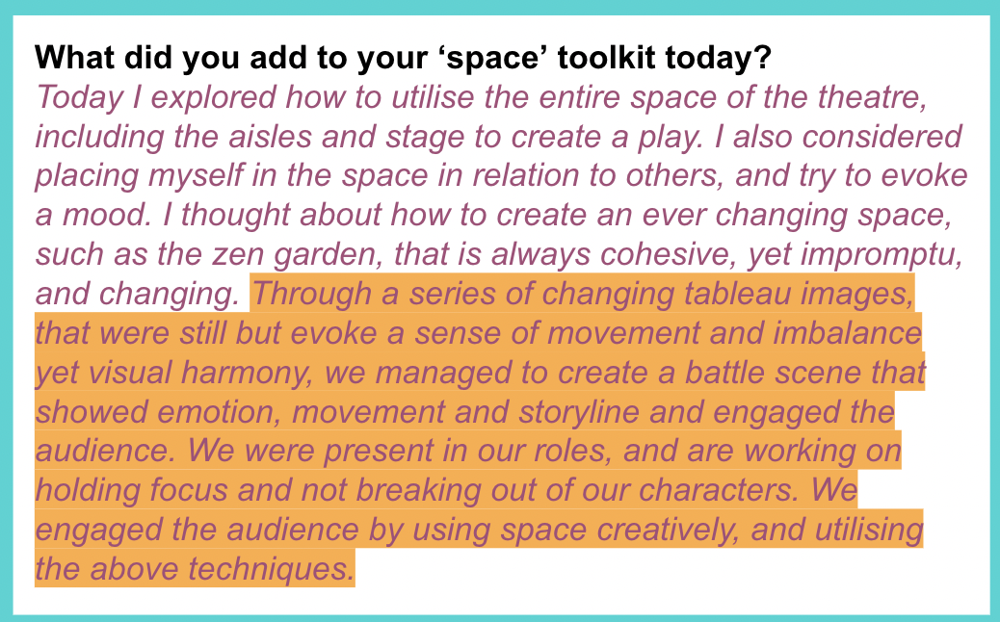 What did you add to your ‘space’ toolkit today?
Today I explored how to utilise the entire space of the theatre,
including the aisles and stage to create a play. I also considered
placing myself in the space in relation to others, and try to evoke
a mood. I thought about how to create an ever changing space,
such as the zen garden, that is always cohesive, yet impromptu,
and changing. Through a series of changing tableau images,
that were still but evoke a sense of movement and imbalance
yet visual harmony, we managed to create a battle scene that
showed emotion, movement and storyline and engaged the
audience. We were present in our roles, and are working on
holding focus and not breaking out of our characters. We
engaged the audience by using space creatively, and utilising
the above techniques.